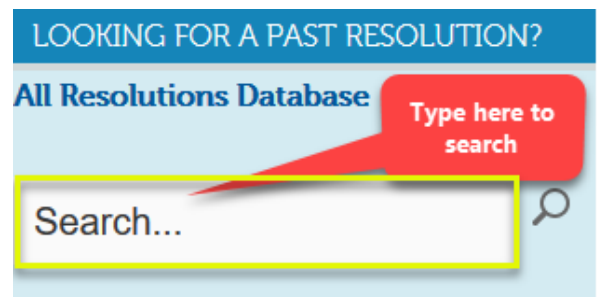 LOOKING FOR A PAST RESOLUTION?
All Resolutions Database
Type here to
search
Search...